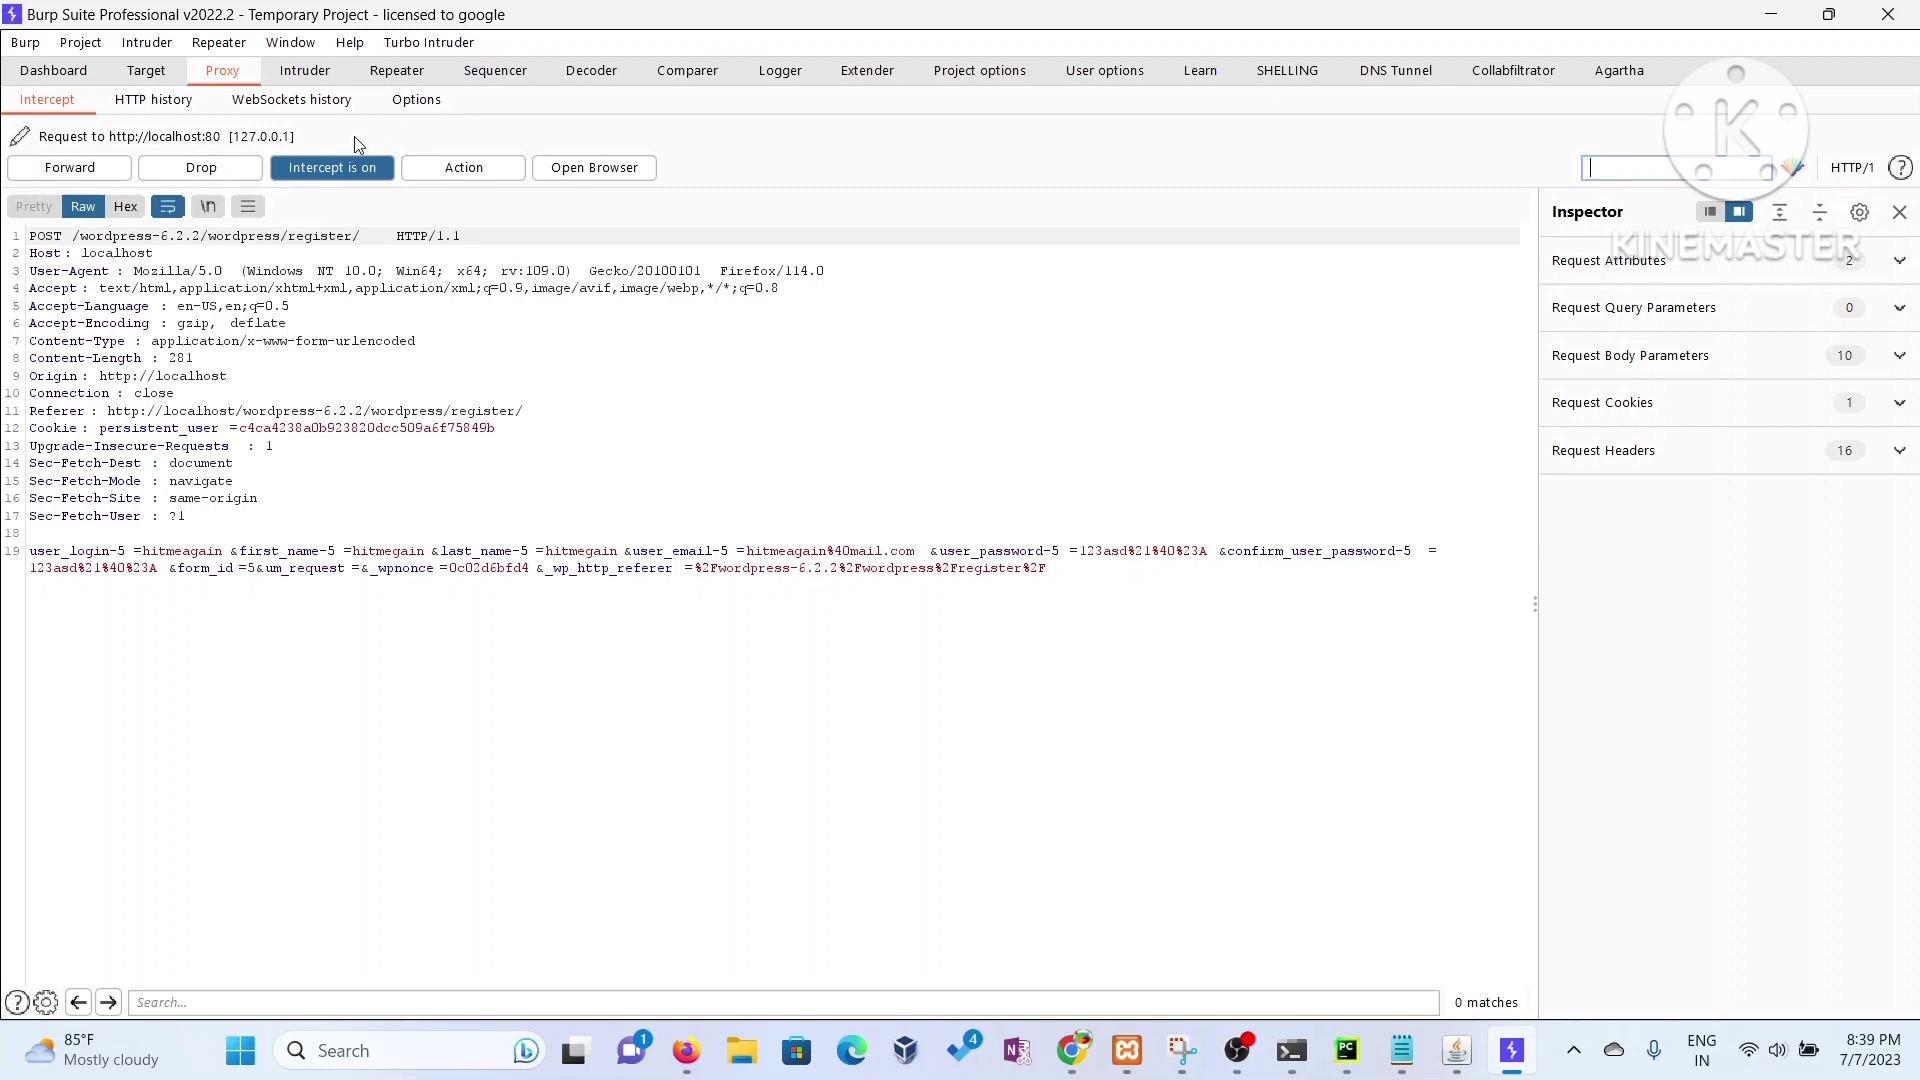 Burp Suite Professional v2022.2 - Temporary Project - licensed to google
Burp Project Intruder Repeater Window Help Turbo Intruder
Dashboard Target Proxy Intruder Repeater Sequencer Decoder Comparer Logger Extender Project options User options Learn SHELLING DNS Tunnel Collabfiltrator Agartha
Intercept HTTP history WebSockets history Options
Request to http://localhost:80 [127.0.0.1]
Forward Drop Intercept is on Action Open Browser HTTP/1 ?
K
KINEMASTER
Pretty Raw Hex \n
Inspector
1 POST /wordpress-6.2.2/wordpress/register/ HTTP/1.1
2 Host: localhost
3 User-Agent: Mozilla/5.0 (Windows NT 10.0; Win64; x64; rv:109.0) Gecko/20100101 Firefox/114.0
4 Accept: text/html,application/xhtml+xml,application/xml;q=0.9,image/avif,image/webp,*/*;q=0.8
5 Accept-Language: en-US,en;q=0.5
6 Accept-Encoding: gzip, deflate
7 Content-Type: application/x-www-form-urlencoded
8 Content-Length: 281
9 Origin: http://localhost
10 Connection: close
11 Referer: http://localhost/wordpress-6.2.2/wordpress/register/
12 Cookie: persistent_user=c4ca4238a0b923820dcc509a6f75849b
13 Upgrade-Insecure-Requests: 1
14 Sec-Fetch-Dest: document
15 Sec-Fetch-Mode: navigate
16 Sec-Fetch-Site: same-origin
17 Sec-Fetch-User: ?1
18
19 user_login-5=hitmeagain&first_name-5=hitmegain&last_name-5=hitmegain&user_email-5=hitmeagain%40mail.com&user_password-5=123asd%21%40%23A&confirm_user_password-5=
123asd%21%40%23A&form_id=5&um_request=&_wpnonce=0c02d6bfd4&_wp_http_referer=%2Fwordpress-6.2.2%2Fwordpress%2Fregister%2F
Request Attributes 2
Request Query Parameters 0
Request Body Parameters 10
Request Cookies 1
Request Headers 16
? Search... 0 matches
85°F
Mostly cloudy
Search
1
4
PC
ENG
IN
8:39 PM
7/7/2023